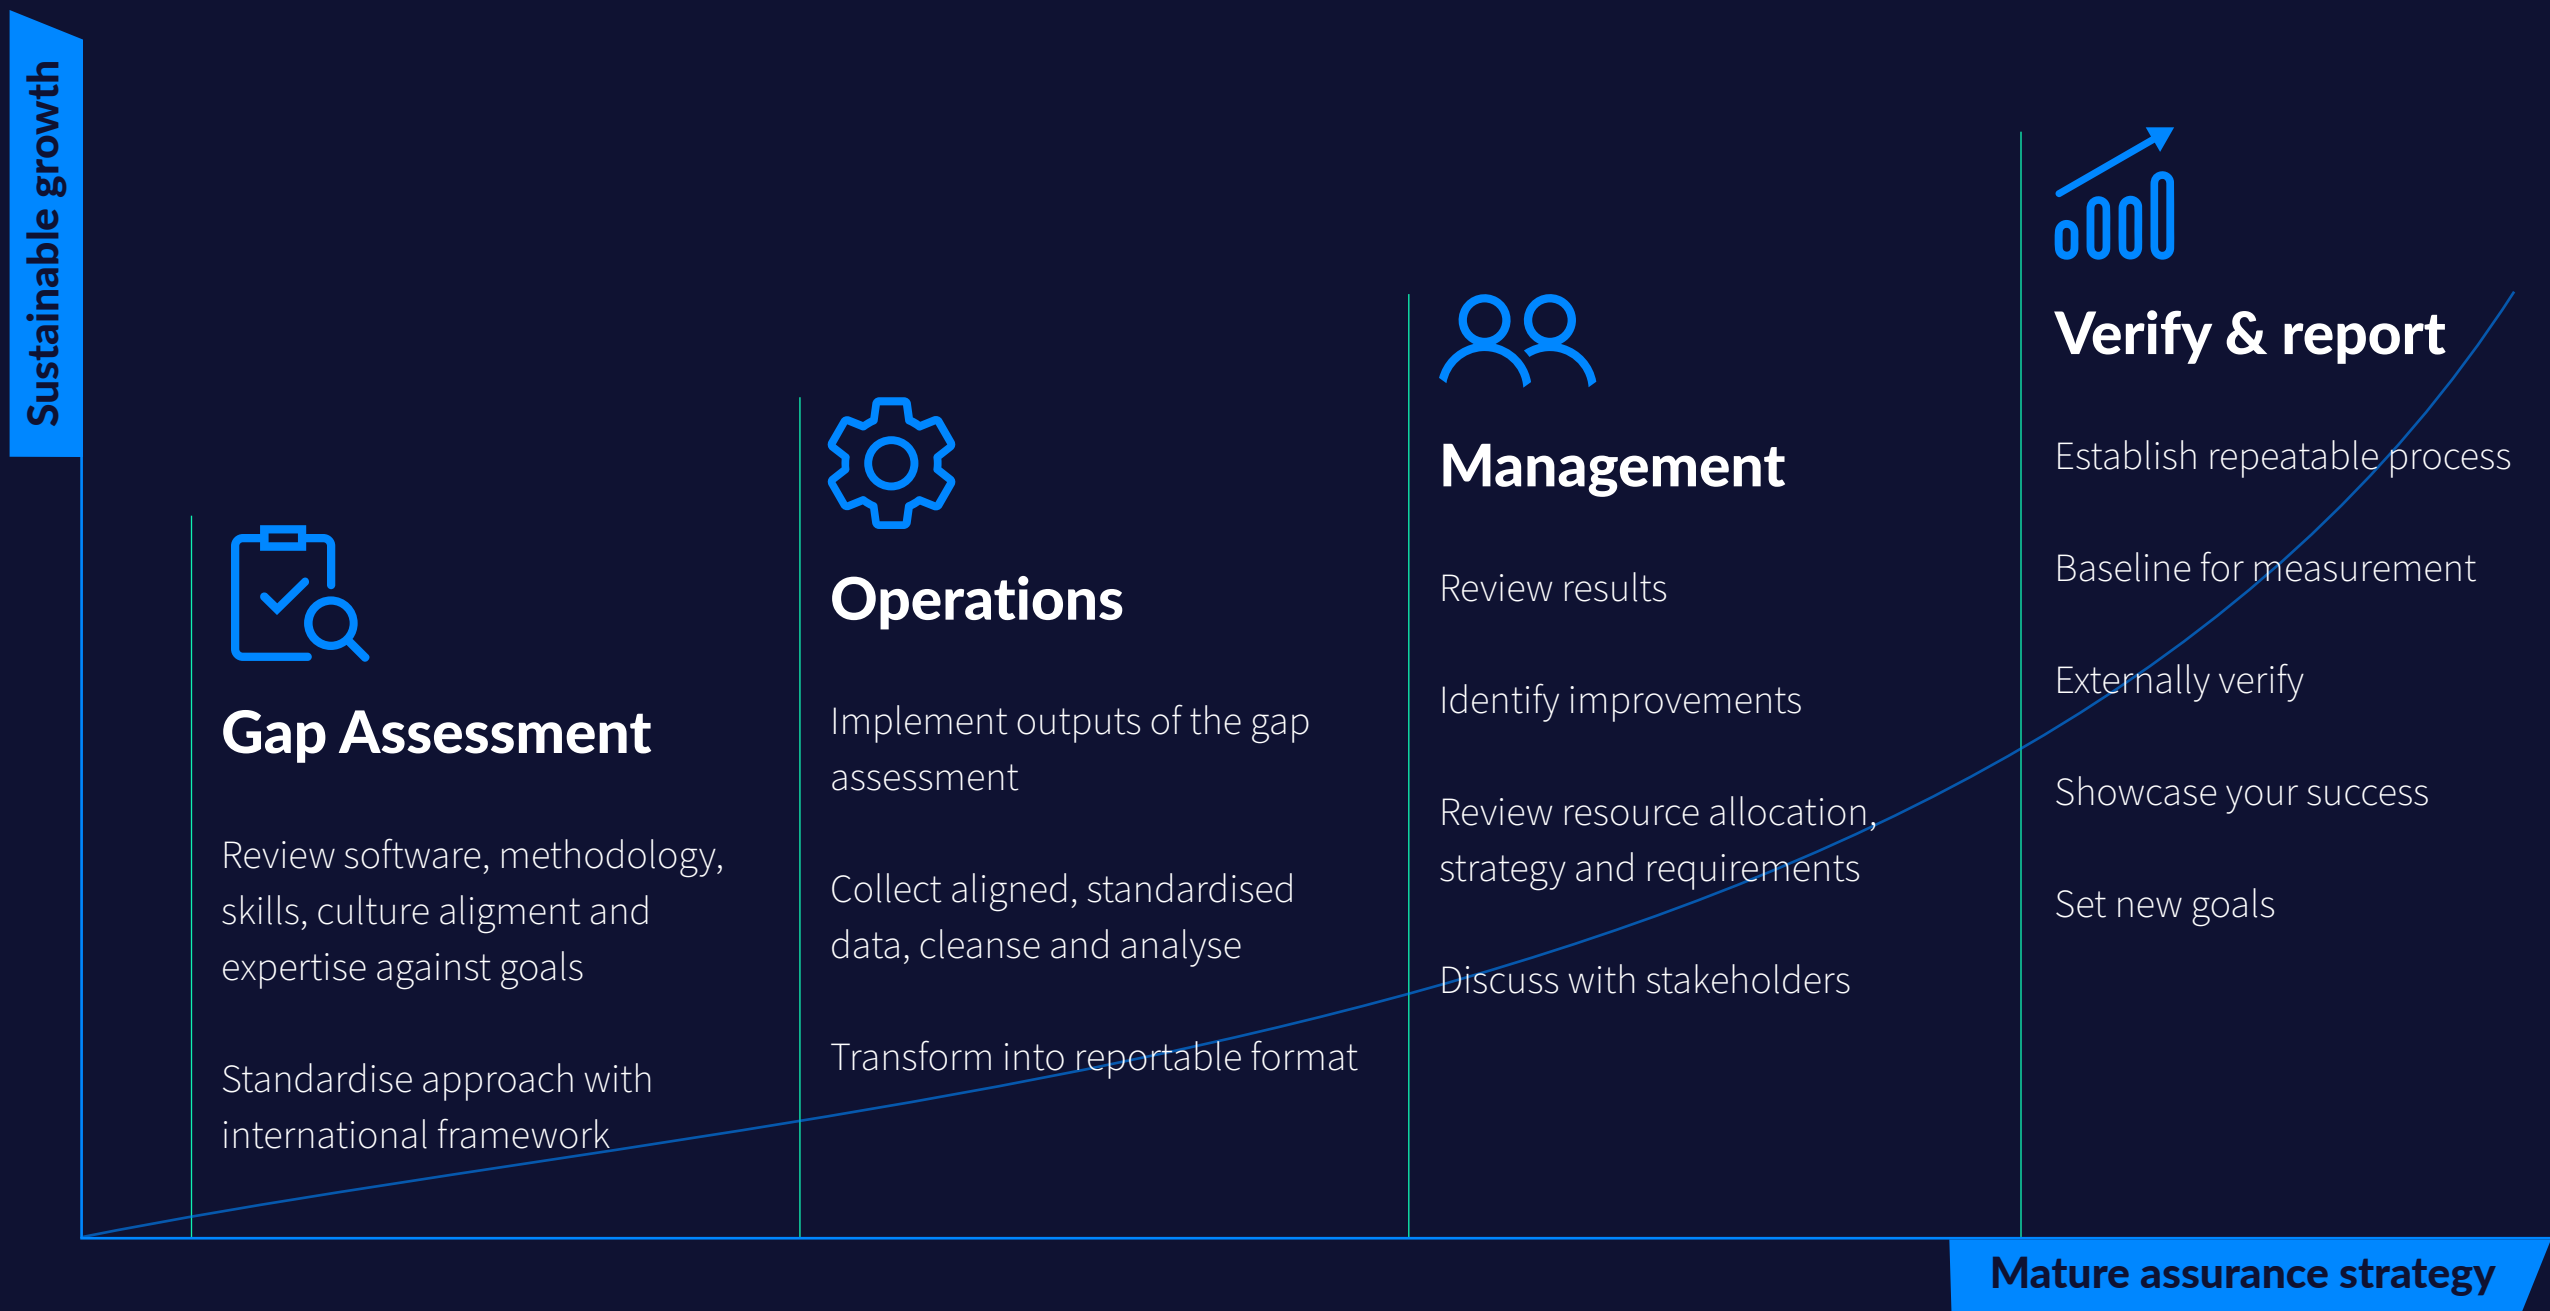 Sustainable growth
Gap Assessment
Review software, methodology,
skills, culture aligment and
expertise against goals
Standardise approach with
international framework
Operations
Implement outputs of the gap
assessment
Collect aligned, standardised
data, cleanse and analyse
Transform into reportable format
Management
Review results
Identify improvements
Review resource allocation,
strategy and requirements
Discuss with stakeholders
Verify & report
Establish repeatable process
Baseline for measurement
Externally verify
Showcase your success
Set new goals
Mature assurance strategy